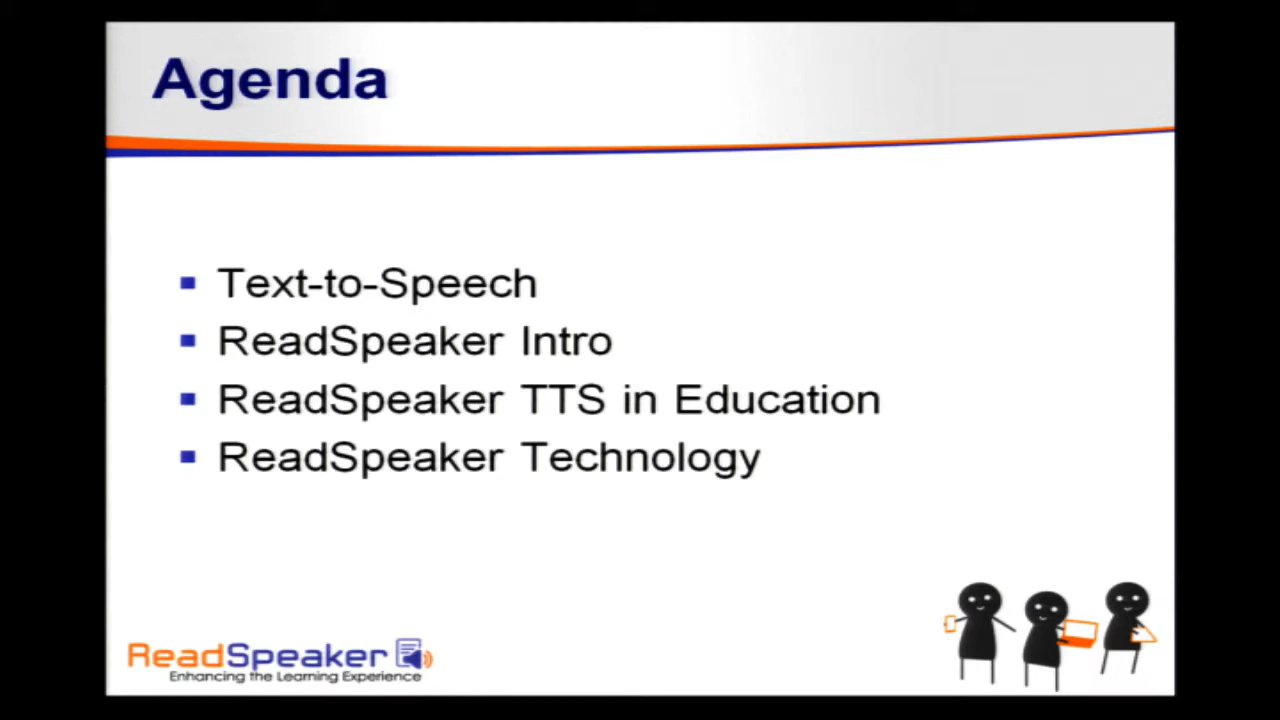 Agenda
Text-to-Speech
ReadSpeaker Intro
ReadSpeaker TTS in Education
ReadSpeaker Technology
ReadSpeaker
Enhancing the Learning Experience